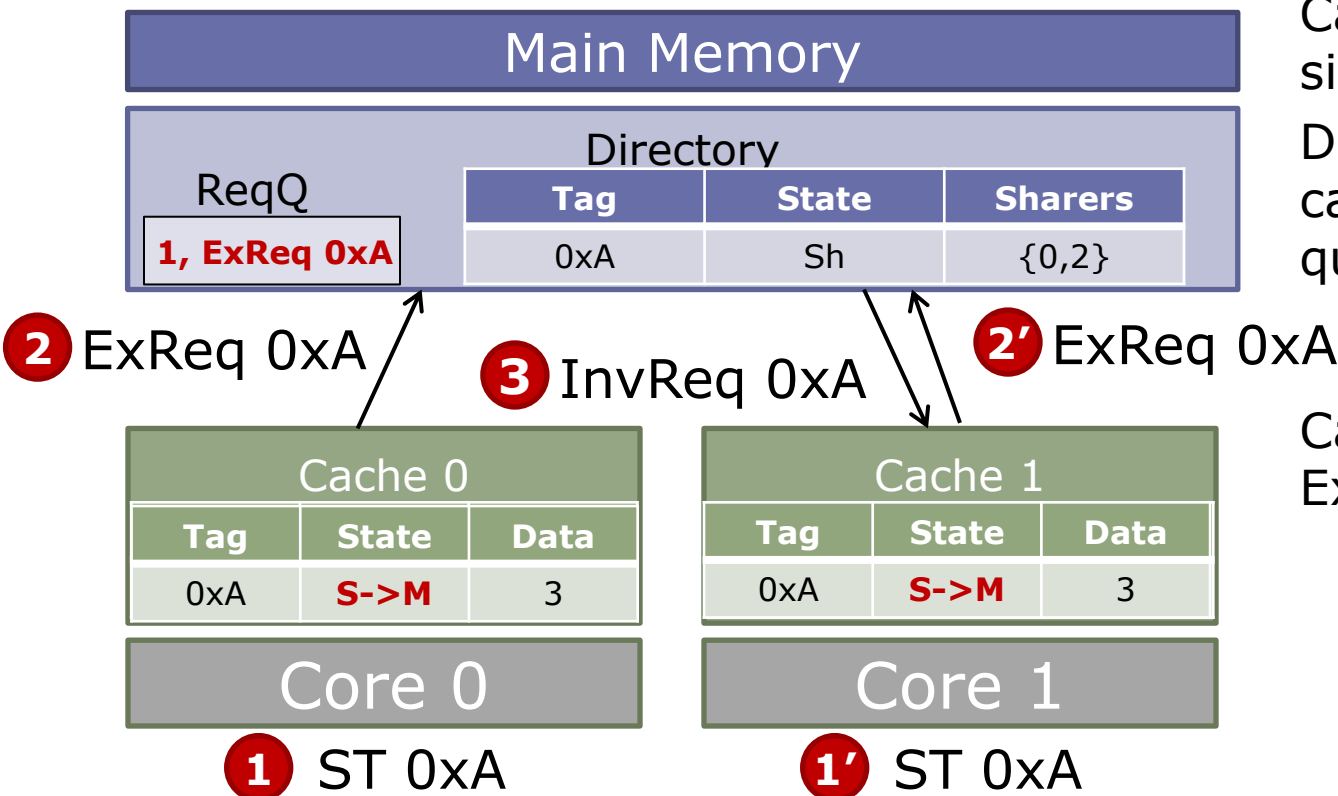 Main Memory
Directory
ReqQ
1, ExReq 0xA
Tag State Sharers
0xA Sh {0,2}
2 ExReq 0xA
3 InvReq 0xA
2′ ExReq 0xA
Cache 0
Tag State Data
0xA S->M 3
Core 0
1 ST 0xA
Cache 1
Tag State Data
0xA S->M 3
Core 1
1′ ST 0xA